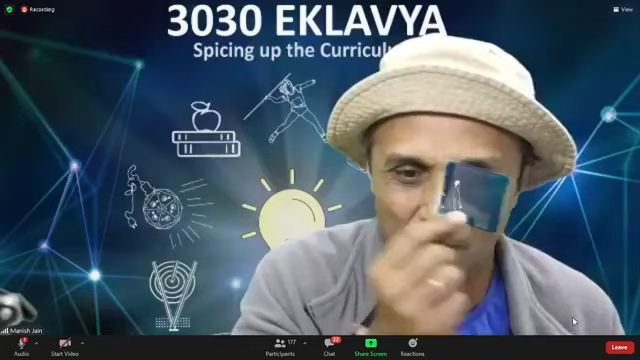 Recording
View
3030 EKLAVYA
Spicing up the
Manish Jain
Audio
Start Video
177
Participants
22
Chat
Share Screen
Reactions
Leave